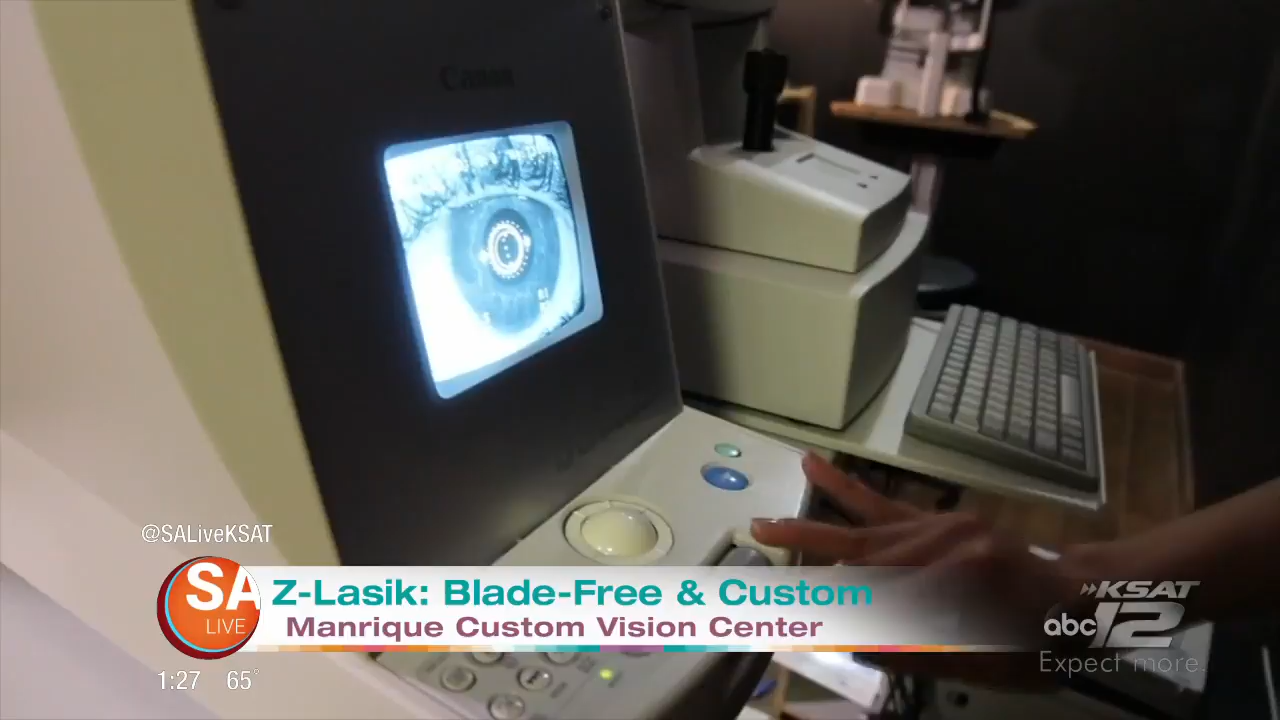 Canon
@SALiveKSAT
SA
LIVE
Z-Lasik: Blade-Free & Custom
Manrique Custom Vision Center
1:27 65°
KSAT
abc 12
Expect more.